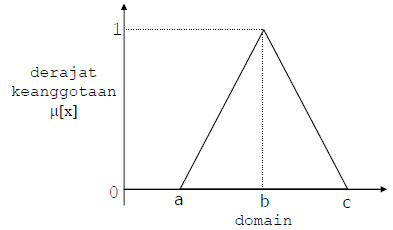 1
derajat
keanggotaan
μ[x]
0
a b c
domain